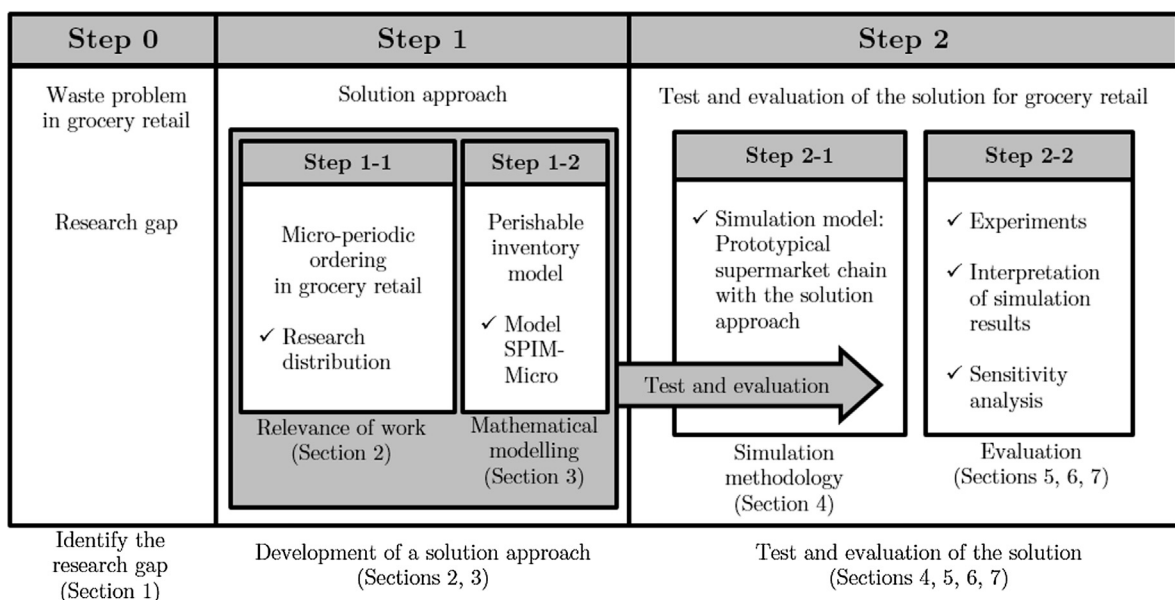 Step 0
Waste problem
in grocery retail
Research gap
Identify the
research gap
(Section 1)
Step 1
Solution approach
Step 1-1
Micro-periodic
ordering
in grocery retail
✓ Research
distribution
Relevance of work
(Section 2)
Step 1-2
Perishable
inventory
model
✓ Model
SPIM-
Micro
Mathematical
modelling
(Section 3)
Development of a solution approach
(Sections 2, 3)
Test and evaluation
Step 2
Test and evaluation of the solution for grocery retail
Step 2-1
✓ Simulation model:
Prototypical
supermarket chain
with the solution
approach
Simulation
methodology
(Section 4)
Step 2-2
✓ Experiments
✓ Interpretation
of simulation
results
✓ Sensitivity
analysis
Evaluation
(Sections 5, 6, 7)
Test and evaluation of the solution
(Sections 4, 5, 6, 7)